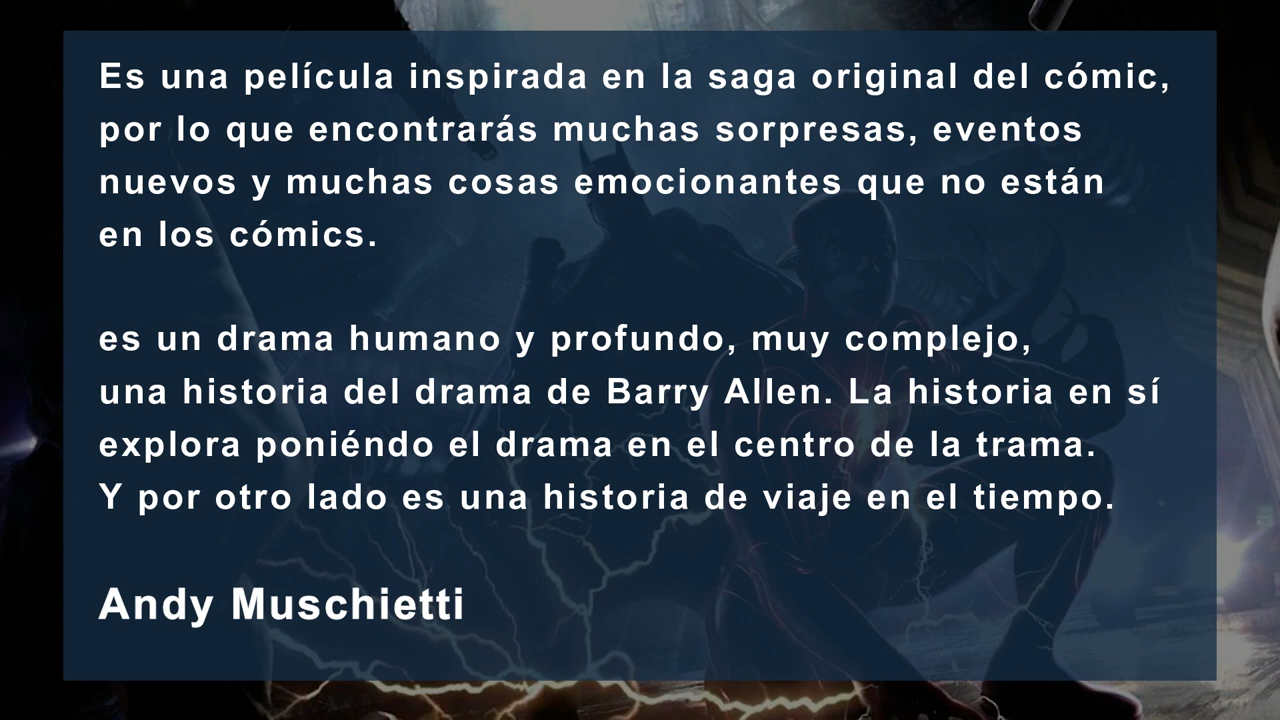 Es una película inspirada en la saga original del cómic,
por lo que encontrarás muchas sorpresas, eventos
nuevos y muchas cosas emocionantes que no están
en los cómics.
es un drama humano y profundo, muy complejo,
una historia del drama de Barry Allen. La historia en sí
explora poniéndo el drama en el centro de la trama.
Y por otro lado es una historia de viaje en el tiempo.
Andy Muschietti